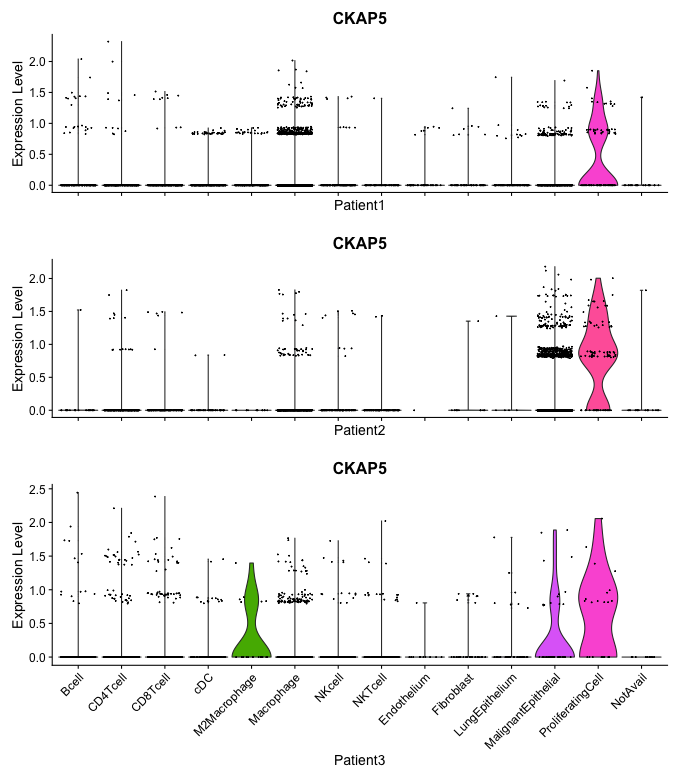 CKAP5
Expression Level
2.0
1.5
1.0
0.5
0.0
Patient1
CKAP5
Expression Level
2.0
1.5
1.0
0.5
0.0
Patient2
CKAP5
Expression Level
2.5
2.0
1.5
1.0
0.5
0.0
Bcell
CD4Tcell
CD8Tcell
cDC
M2Macrophage
Macrophage
NKcell
NKTcell
Endothelium
Fibroblast
LungEpithelium
MalignantEpithelial
ProliferatingCell
NotAvail
Patient3